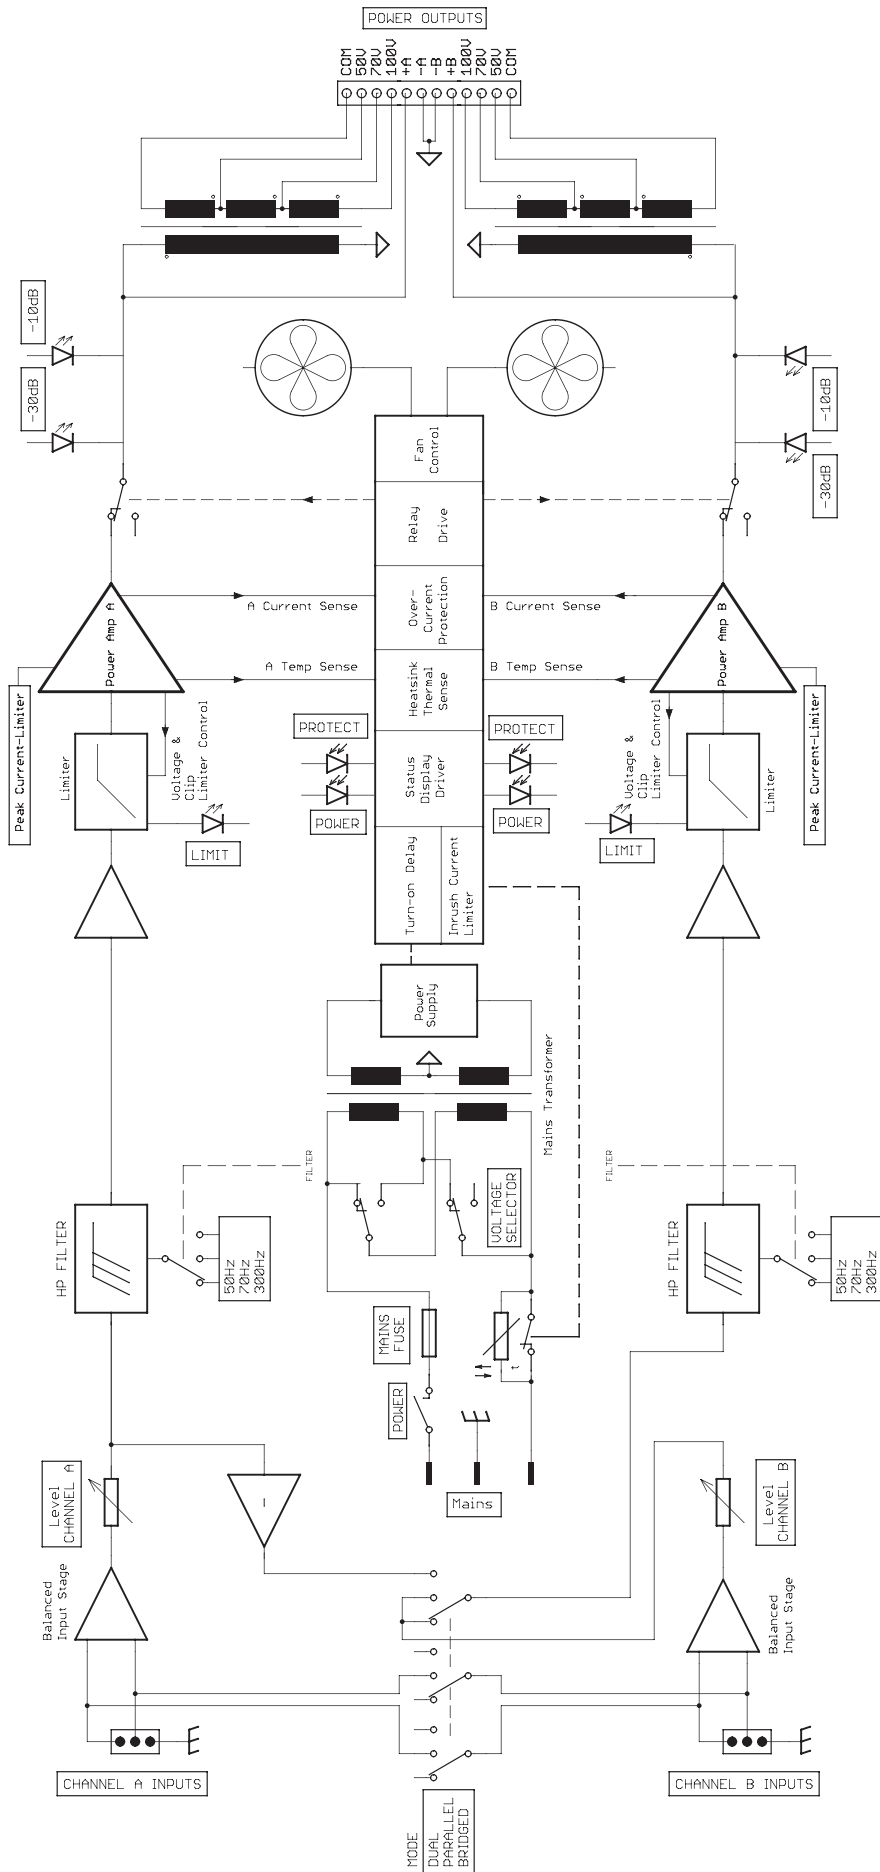 POWER OUTPUTS
COM
50V
70V
100V
+A
-A
-B
+B
100V
70V
50V
COM
-10dB
-30dB
-10dB
-30dB
Fan
Control
Relay
Drive
Over-
Current
Protection
Heatsink
Thermal
Sense
Status
Display
Driver
Turn-on Delay
Inrush Current
Limiter
A Current Sense
B Current Sense
A Temp Sense
B Temp Sense
Power Amp A
Power Amp B
Peak Current-Limiter
Peak Current-Limiter
PROTECT
PROTECT
POWER
POWER
Limiter
Voltage &
Clip
Limiter Control
LIMIT
Voltage &
Clip
Limiter Control
Limiter
LIMIT
Power
Supply
Mains Transformer
FILTER
FILTER
HP FILTER
50Hz
70Hz
300Hz
VOLTAGE
SELECTOR
HP FILTER
50Hz
70Hz
300Hz
MAINS
FUSE
t
POWER
Mains
Level
CHANNEL A
Level
CHANNEL B
Balanced
Input Stage
Balanced
Input Stage
CHANNEL A INPUTS
CHANNEL B INPUTS
MODE
DUAL
PARALLEL
BRIDGED